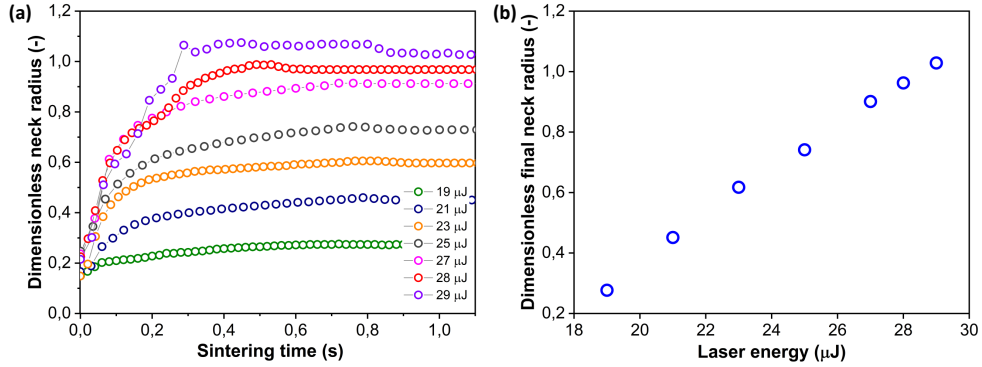 (a)
Dimensionless neck radius (-)
1,2
1,0
0,8
0,6
0,4
0,2
0,0
0,0 0,2 0,4 0,6 0,8 1,0
Sintering time (s)
19 μJ
21 μJ
23 μJ
25 μJ
27 μJ
28 μJ
29 μJ
(b)
Dimensionless final neck radius (-)
1,2
1,0
0,8
0,6
0,4
0,2
18 20 22 24 26 28 30
Laser energy (μJ)